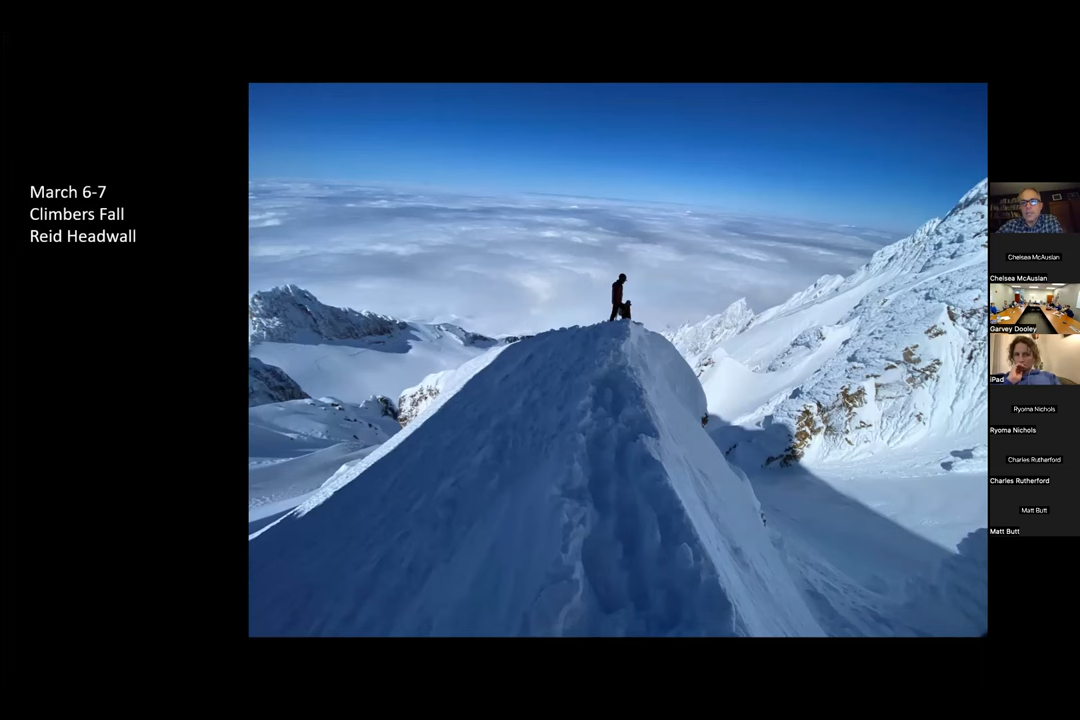 March 6-7
Climbers Fall
Reid Headwall
Chelsea McAuslan
Chelsea McAuslan
Garvey Dooley
iPad
Ryoma Nichols
Ryoma Nichols
Charles Rutherford
Charles Rutherford
Matt Butt
Matt Butt